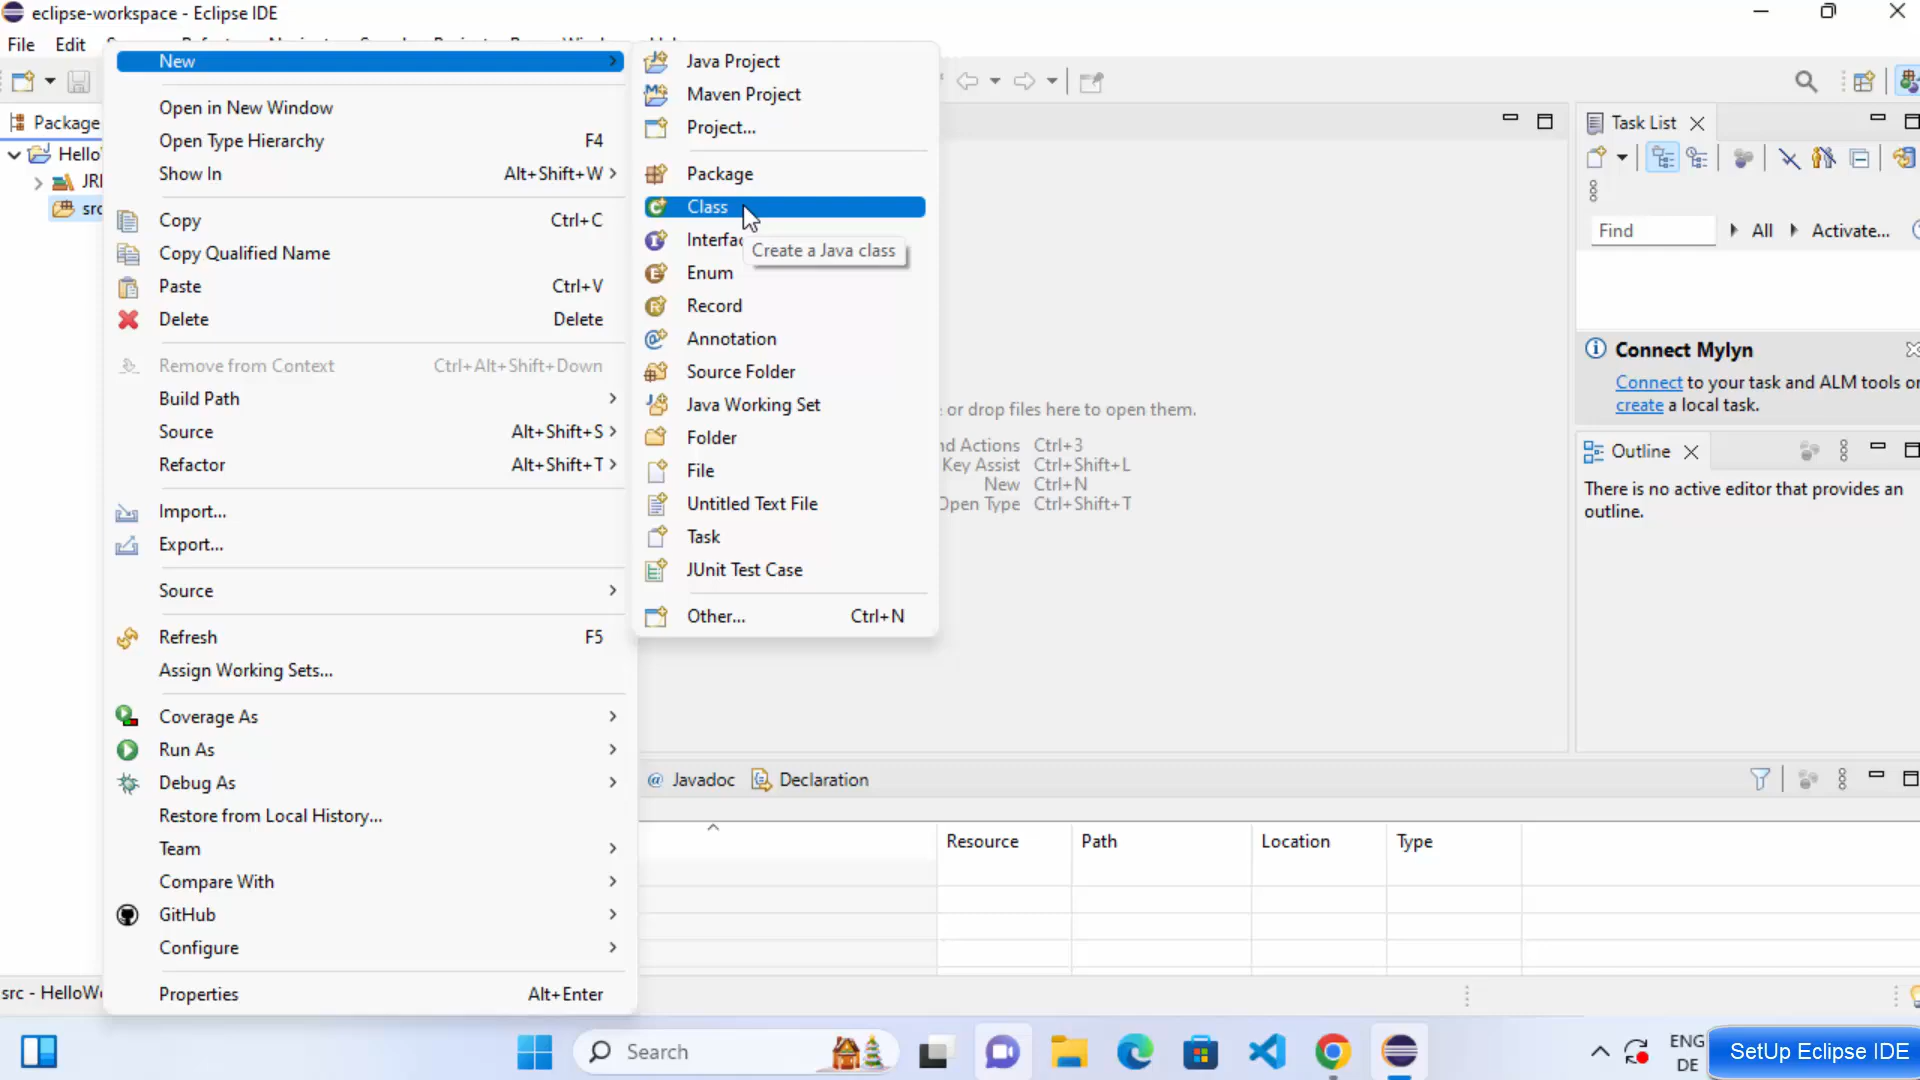 eclipse-workspace - Eclipse IDE
File Edit
New
Open in New Window
Open Type Hierarchy F4
Show In Alt+Shift+W
Copy Ctrl+C
Copy Qualified Name
Paste Ctrl+V
Delete Delete
Remove from Context Ctrl+Alt+Shift+Down
Build Path
Source Alt+Shift+S
Refactor Alt+Shift+T
Import...
Export...
Source
Refresh F5
Assign Working Sets...
Coverage As
Run As
Debug As
Restore from Local History...
Team
Compare With
GitHub
Configure
Properties Alt+Enter
Java Project
Maven Project
Project...
Package
Class
Interfac
Create a Java class
Enum
Record
Annotation
Source Folder
Java Working Set
Folder
File
Untitled Text File
Task
JUnit Test Case
Other... Ctrl+N
Package
Hello
src
or drop files here to open them.
nd Actions Ctrl+3
Key Assist Ctrl+Shift+L
New Ctrl+N
Open Type Ctrl+Shift+T
Task List
Find All Activate...
Connect Mylyn
Connect to your task and ALM tools or
create a local task.
Outline
There is no active editor that provides an
outline.
@ Javadoc Declaration
Resource Path Location Type
src - HelloW
Search
ENG
DE
SetUp Eclipse IDE